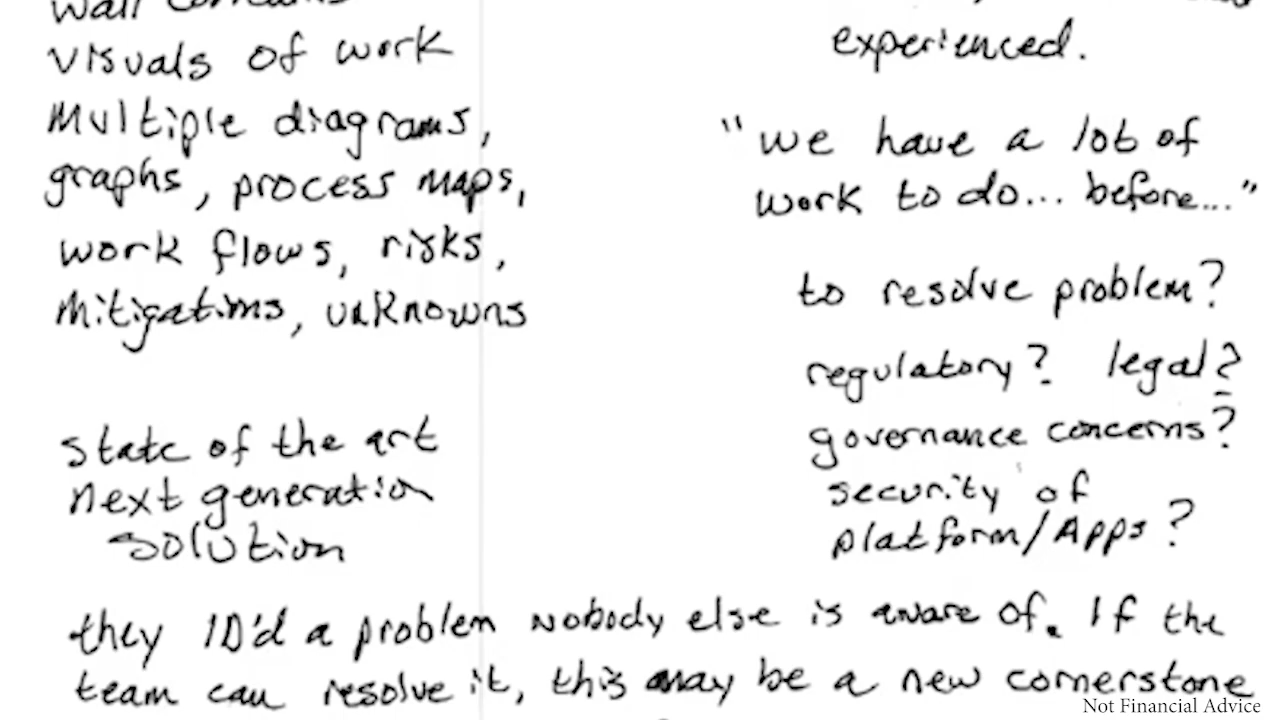 visuals of work
Multiple diagrams,
graphs, process maps,
work flows, risks,
mitigations, unknowns
state of the art
next generation
solution
experienced.
"we have a lot of
work to do... before..."
to resolve problem?
regulatory? legal?
governance concerns?
security of
platform/Apps?
they ID'd a problem nobody else is aware of. If the
team can resolve it, this may be a new cornerstone
Not Financial Advice